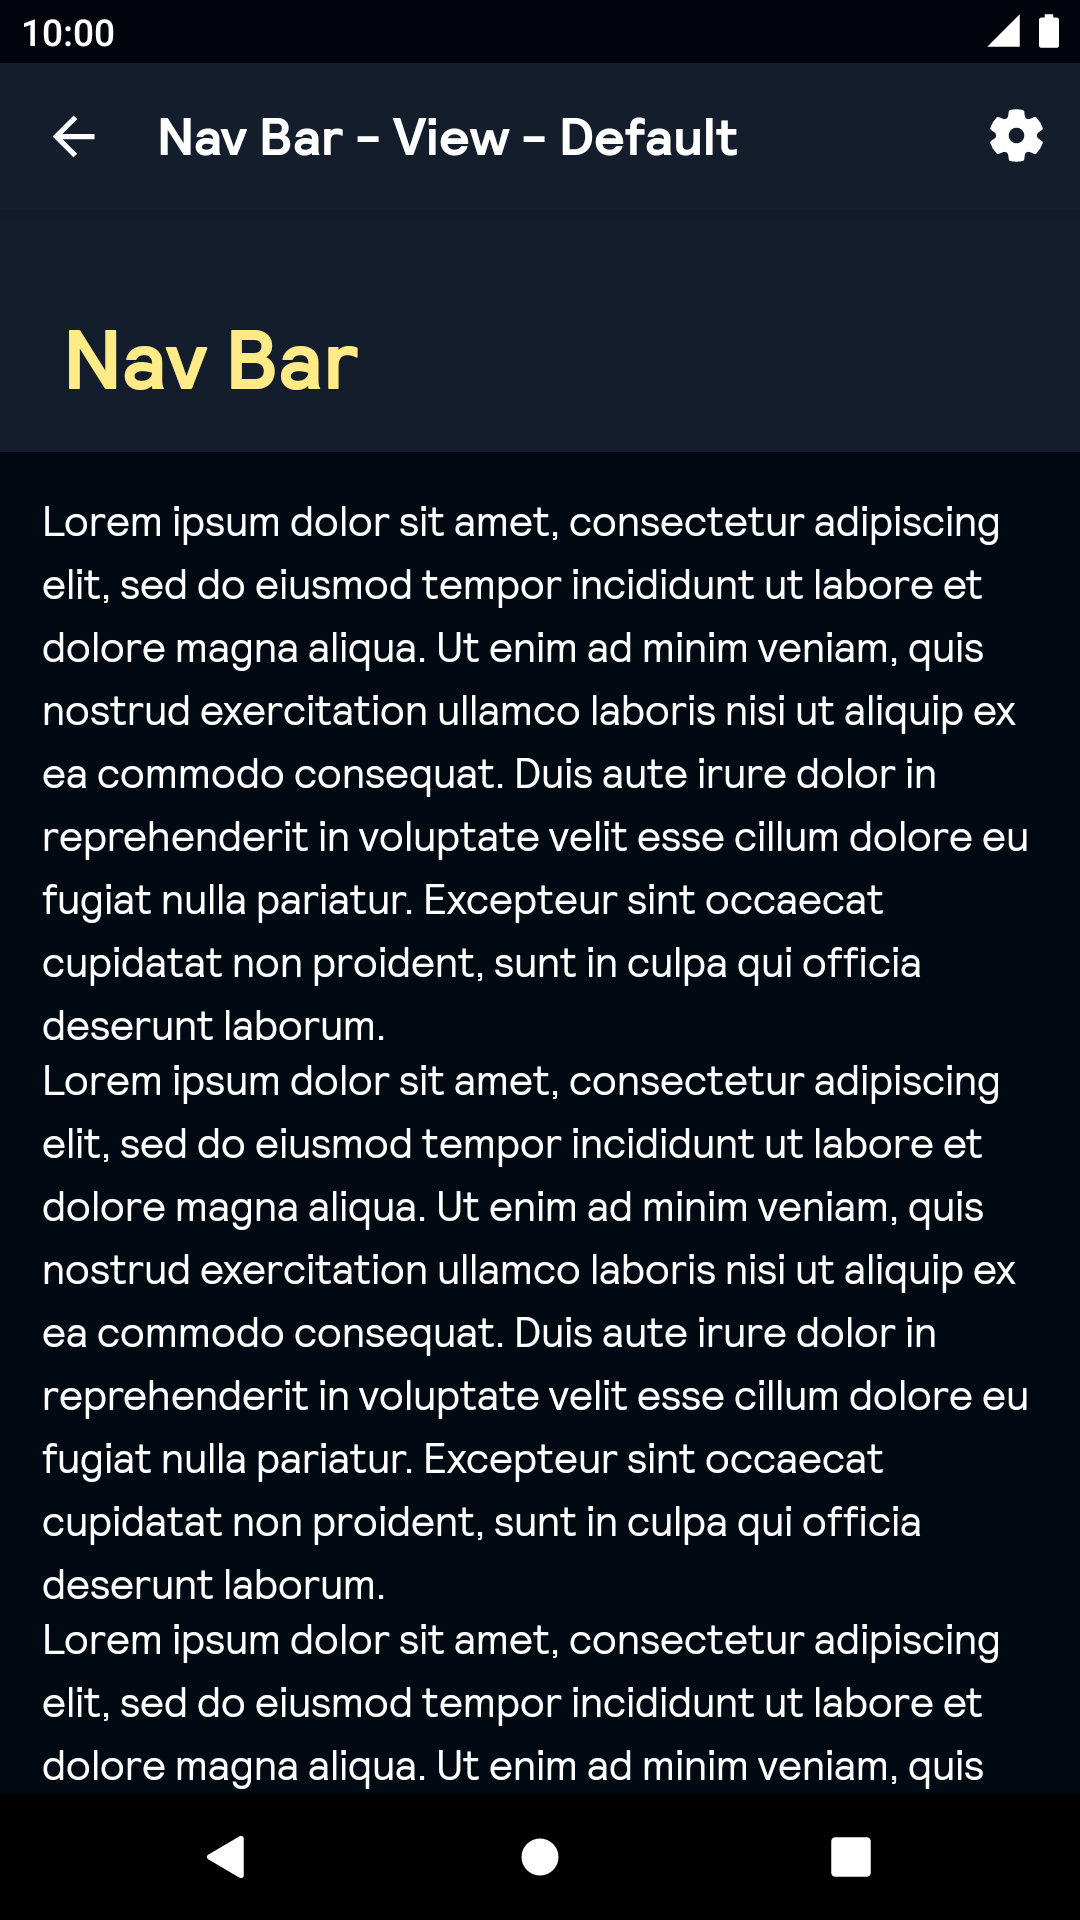 10:00
Nav Bar - View - Default
Nav Bar
Lorem ipsum dolor sit amet, consectetur adipiscing
elit, sed do eiusmod tempor incididunt ut labore et
dolore magna aliqua. Ut enim ad minim veniam, quis
nostrud exercitation ullamco laboris nisi ut aliquip ex
ea commodo consequat. Duis aute irure dolor in
reprehenderit in voluptate velit esse cillum dolore eu
fugiat nulla pariatur. Excepteur sint occaecat
cupidatat non proident, sunt in culpa qui officia
deserunt laborum.
Lorem ipsum dolor sit amet, consectetur adipiscing
elit, sed do eiusmod tempor incididunt ut labore et
dolore magna aliqua. Ut enim ad minim veniam, quis
nostrud exercitation ullamco laboris nisi ut aliquip ex
ea commodo consequat. Duis aute irure dolor in
reprehenderit in voluptate velit esse cillum dolore eu
fugiat nulla pariatur. Excepteur sint occaecat
cupidatat non proident, sunt in culpa qui officia
deserunt laborum.
Lorem ipsum dolor sit amet, consectetur adipiscing
elit, sed do eiusmod tempor incididunt ut labore et
dolore magna aliqua. Ut enim ad minim veniam, quis